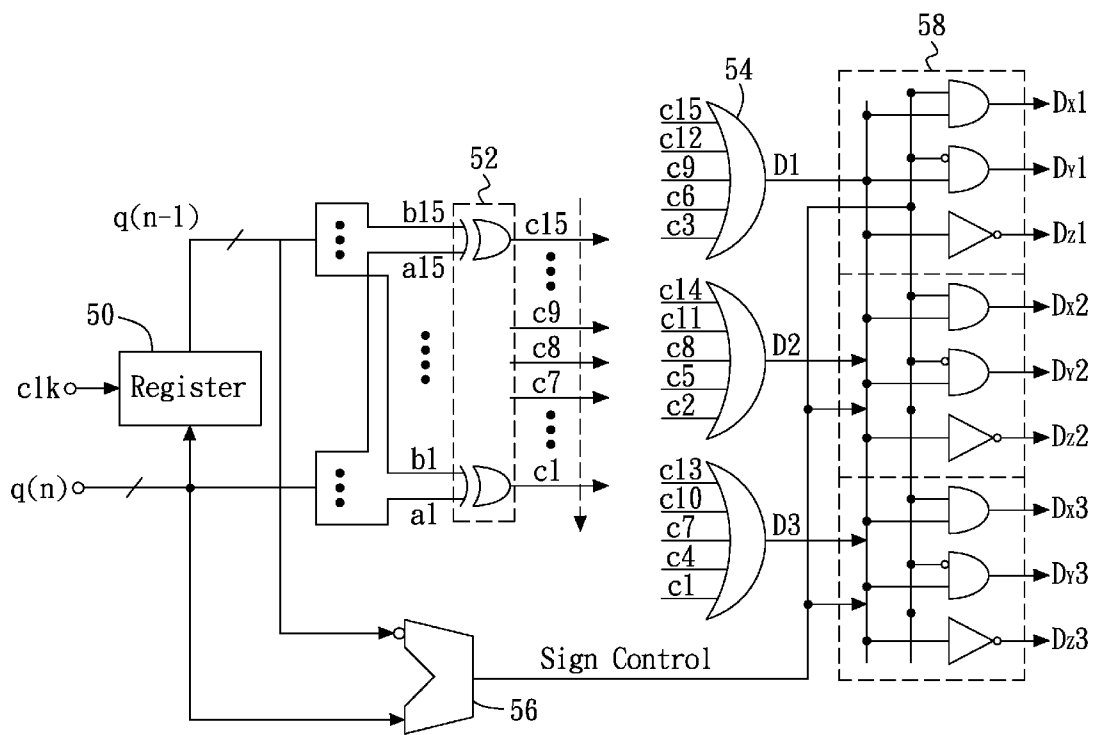 58
54
52
50
56
c15
c12
c9
c6
c3
D1
c14
c11
c8
c5
c2
D2
c13
c10
c7
c4
c1
D3
Dx1
DY1
Dz1
Dx2
DY2
Dz2
Dx3
DY3
Dz3
q(n-1)
b15
a15
c15
c9
c8
c7
c1
b1
a1
clk
Register
q(n)
Sign Control